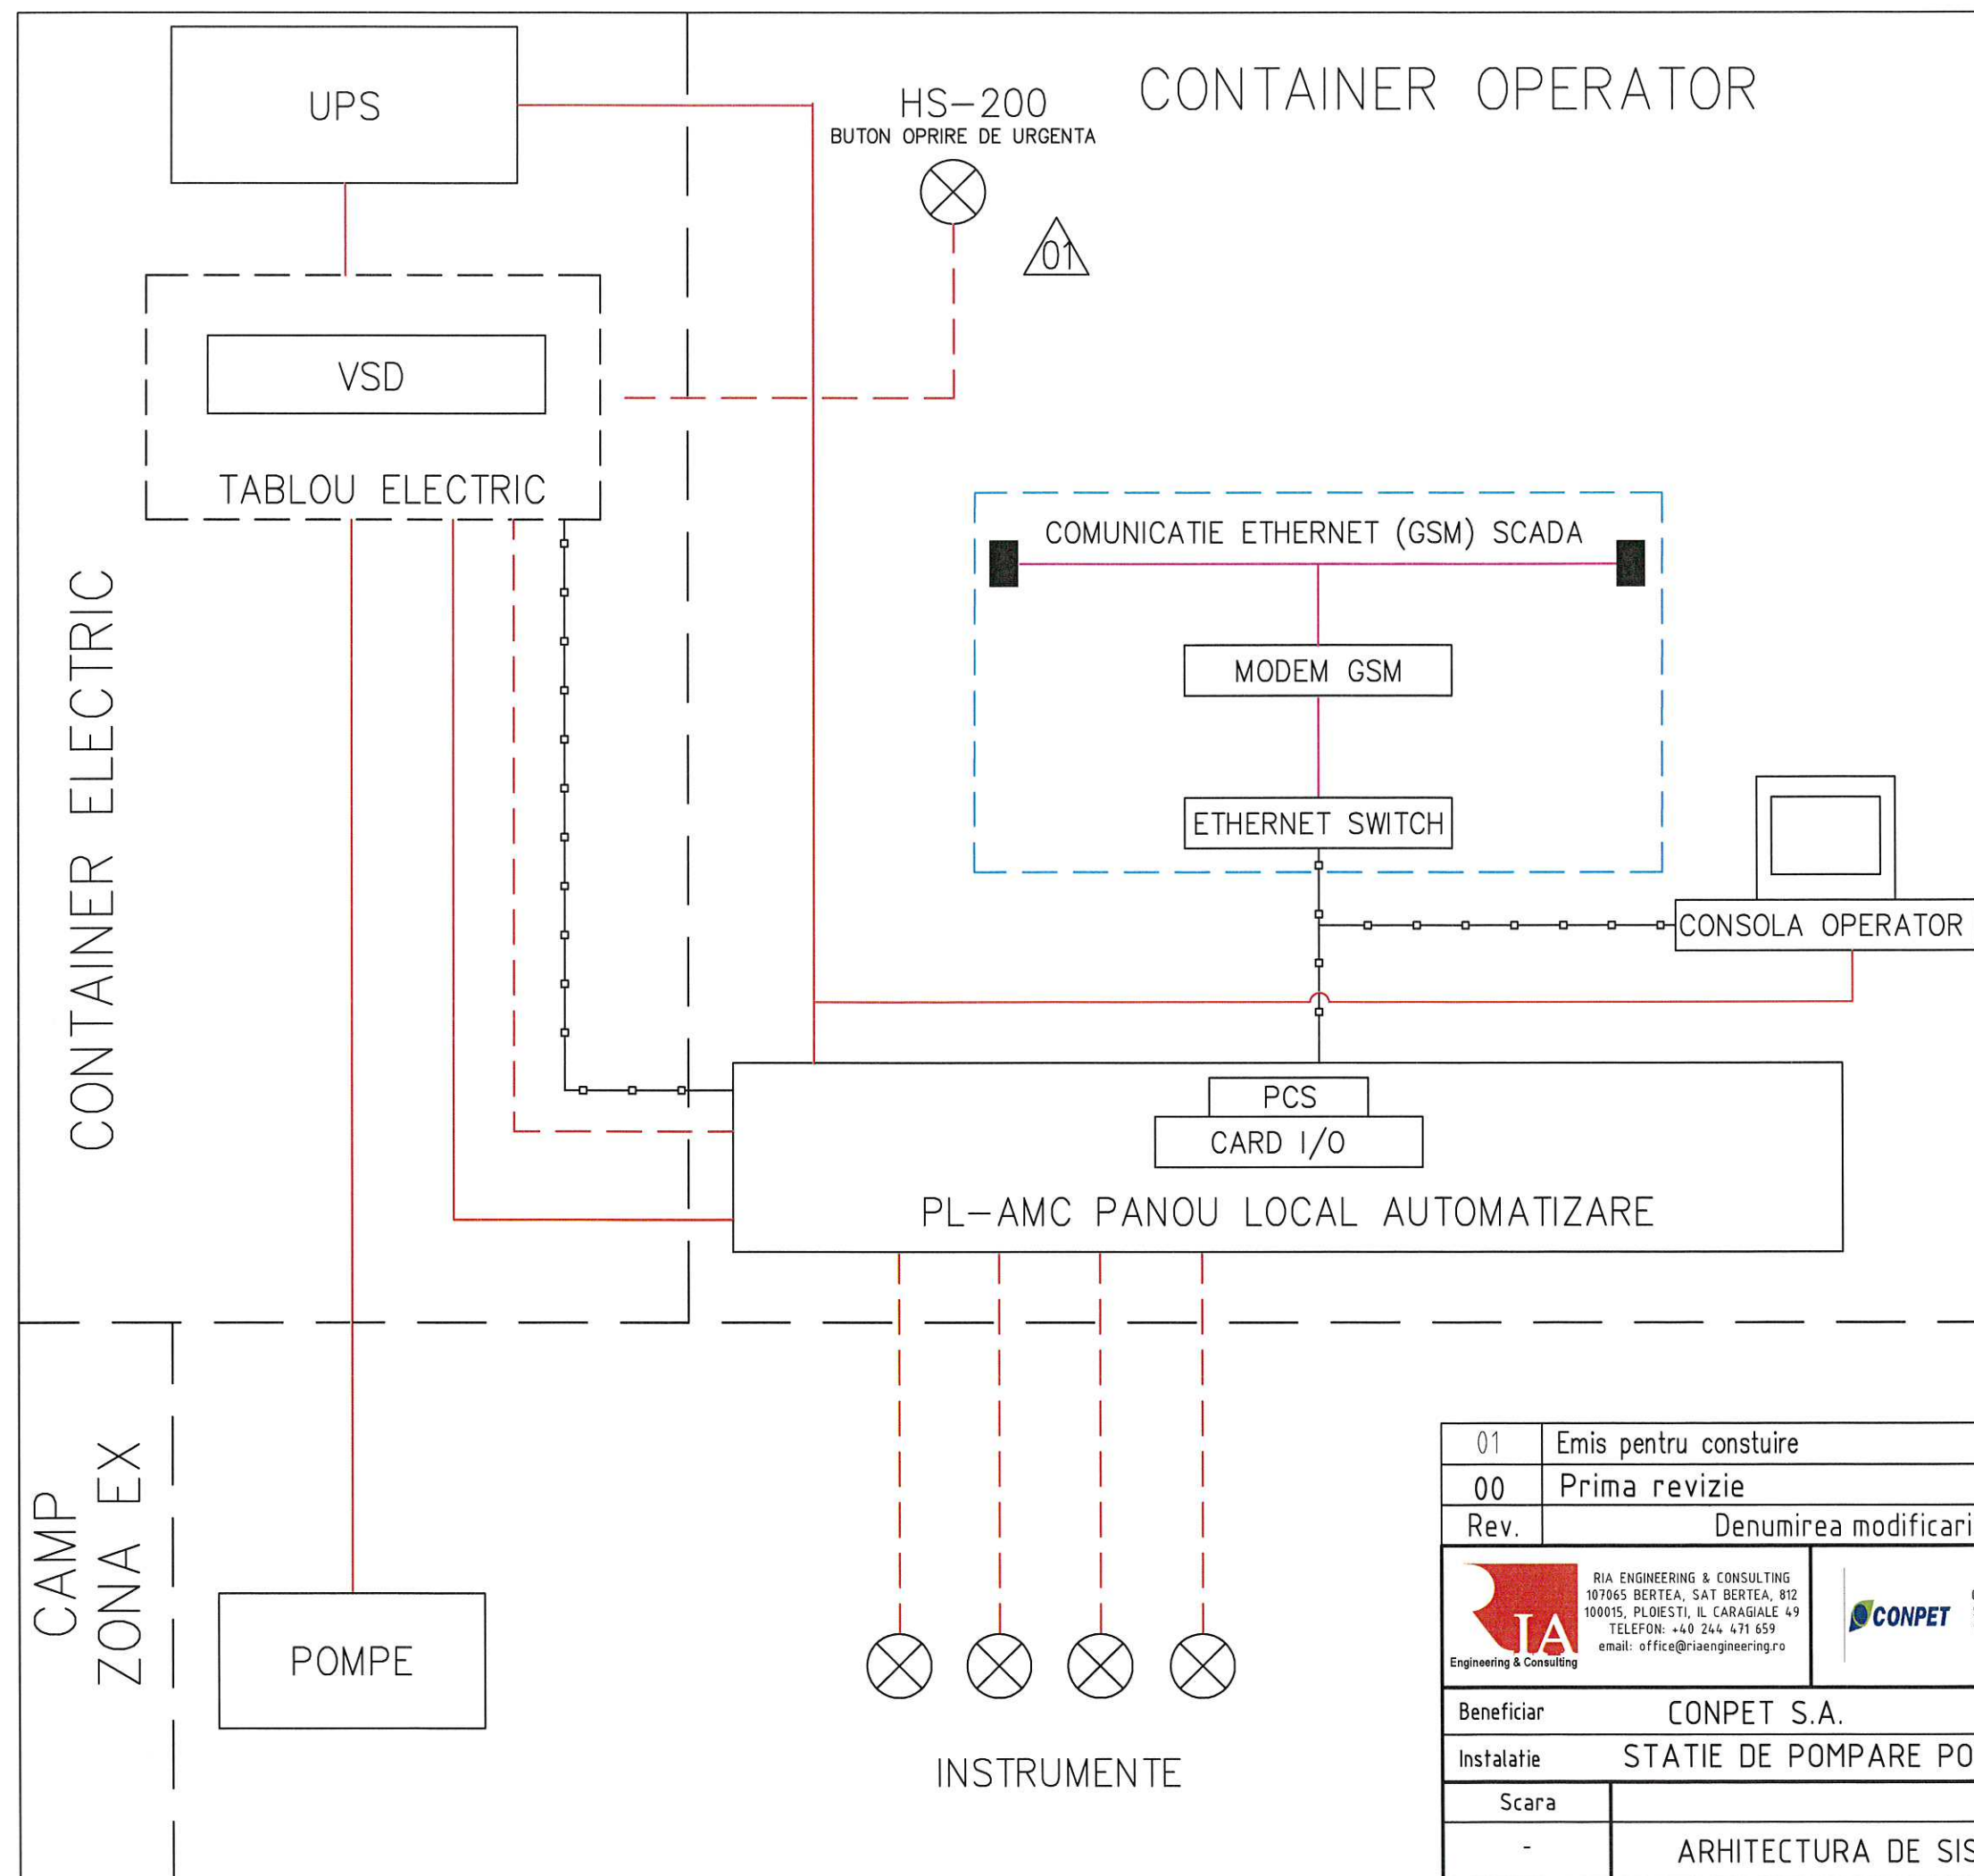 UPS
HS-200
BUTON OPRIRE DE URGENTA
CONTAINER OPERATOR
01
VSD
TABLOU ELECTRIC
CONTAINER ELECTRIC
COMUNICATIE ETHERNET (GSM) SCADA
MODEM GSM
ETHERNET SWITCH
CONSOLA OPERATOR
PCS
CARD I/O
PL-AMC PANOU LOCAL AUTOMATIZARE
CAMP
ZONA EX
POMPE
INSTRUMENTE
01 Emis pentru constuire
00 Prima revizie
Rev. Denumirea modificari
RIA
Engineering & Consulting
RIA ENGINEERING & CONSULTING
107065 BERTEA, SAT BERTEA, 812
100015, PLOIESTI, IL CARAGIALE 49
TELEFON: +40 244 471 659
email: office@riaengineering.ro
CONPET
Beneficiar CONPET S.A.
Instalatie STATIE DE POMPARE PO
Scara
- ARHITECTURA DE SIS